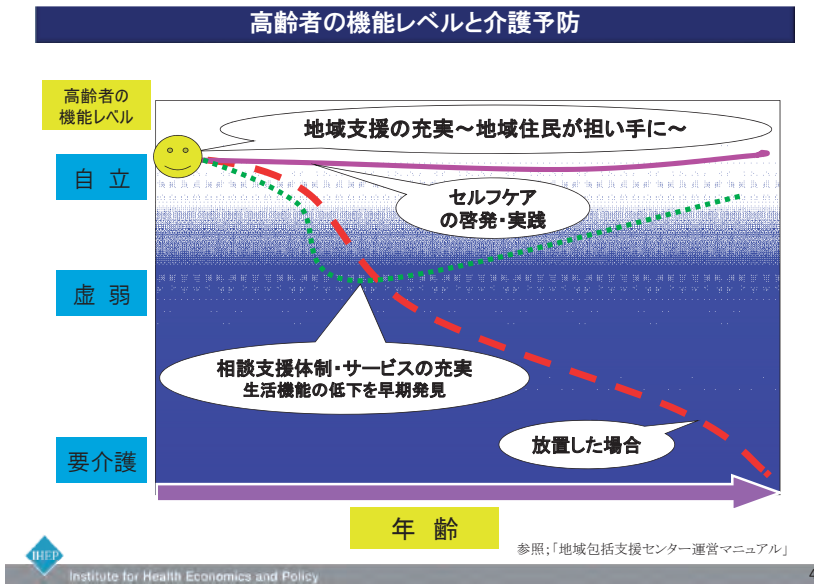 高齢者の機能レベルと介護予防
高齢者の
機能レベル
地域支援の充実～地域住民が担い手に～
自 立
セルフケア
の啓発・実践
虚 弱
相談支援体制・サービスの充実
生活機能の低下を早期発見
放置した場合
要介護
年 齢
参照;「地域包括支援センター運営マニュアル」
IHEP
Institute for Health Economics and Policy
4